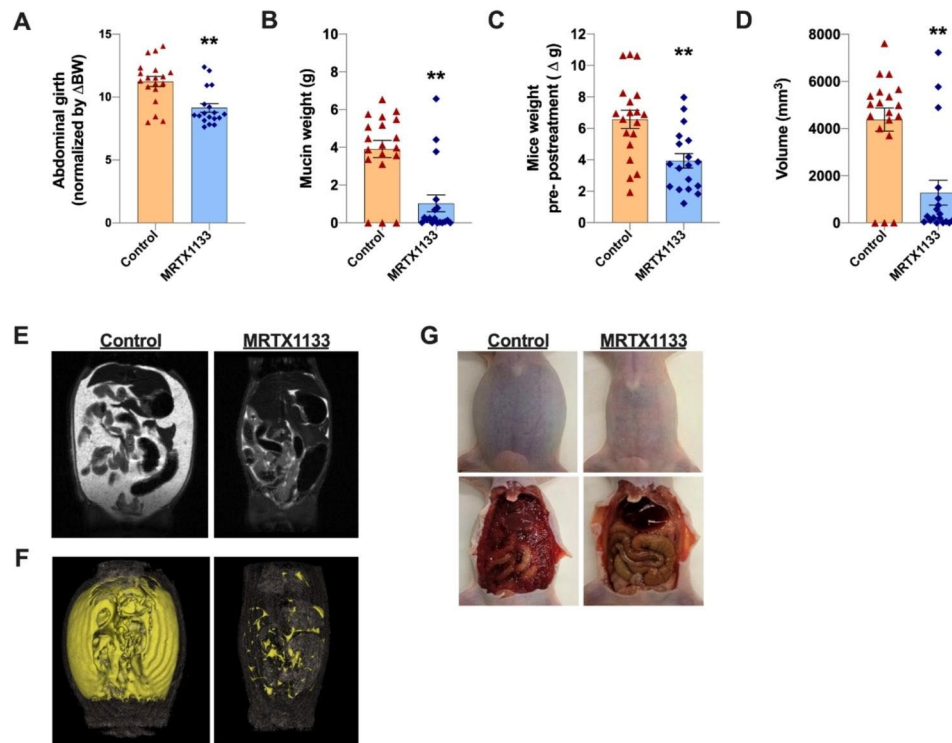 A
Abdominal girth
(normalized by ΔBW)
15
10
5
0
**
Control
MRTX1133
B
Mucin weight (g)
10
8
6
4
2
0
**
Control
MRTX1133
C
Mice weight
pre- postreatment ( Δ g)
12
10
8
6
4
2
0
**
Control
MRTX1133
D
Volume (mm³)
8000
6000
4000
2000
1000
0
**
Control
MRTX1133
E
Control
MRTX1133
F
G
Control
MRTX1133